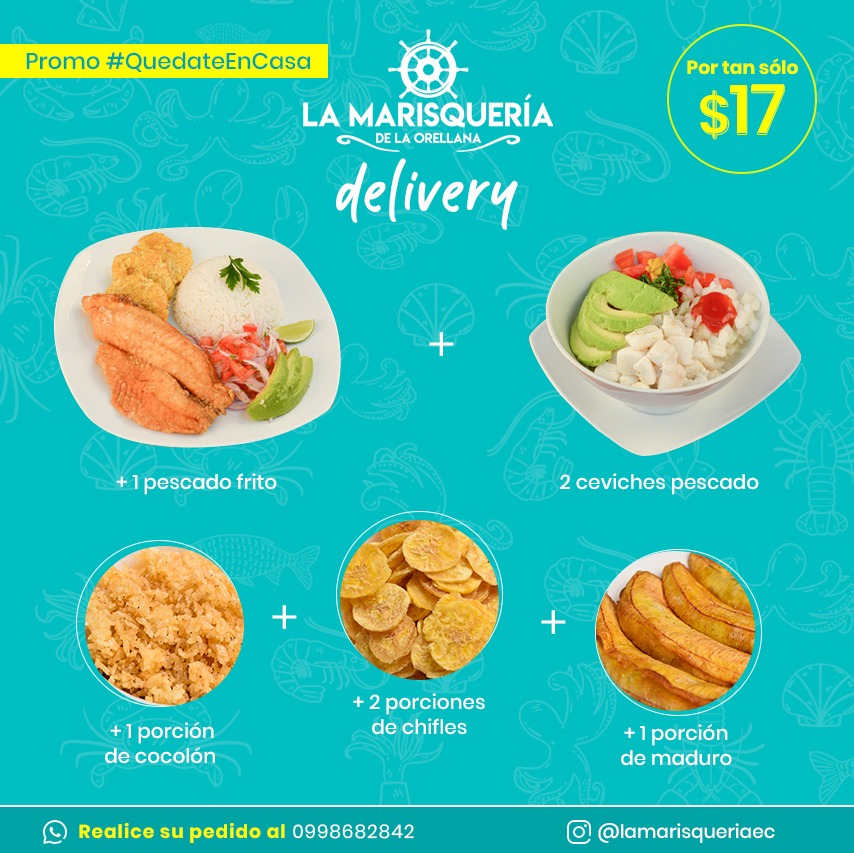 Promo #QuedateEnCasa
LA MARISQUERÍA
DE LA ORELLANA
delivery
Por tan sólo
$17
+
+ 1 pescado frito
2 ceviches pescado
+
+
+ 1 porción
de cocolón
+ 2 porciones
de chifles
+ 1 porción
de maduro
Realice su pedido al 0998682842
@lamarisqueriaec